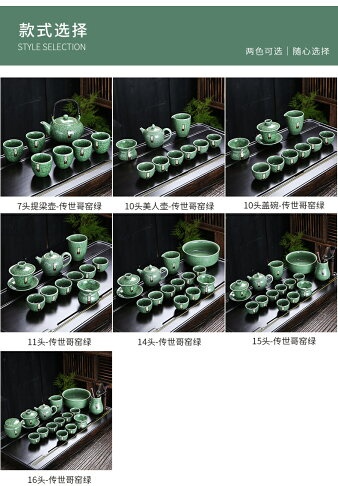 款式选择
STYLE SELECTION
两色可选｜随心选择
7头提梁壶-传世哥窑绿
10头美人壶-传世哥窑绿
10头盖碗-传世哥窑绿
11头-传世哥窑绿
14头-传世哥窑绿
15头-传世哥窑绿
16头-传世哥窑绿